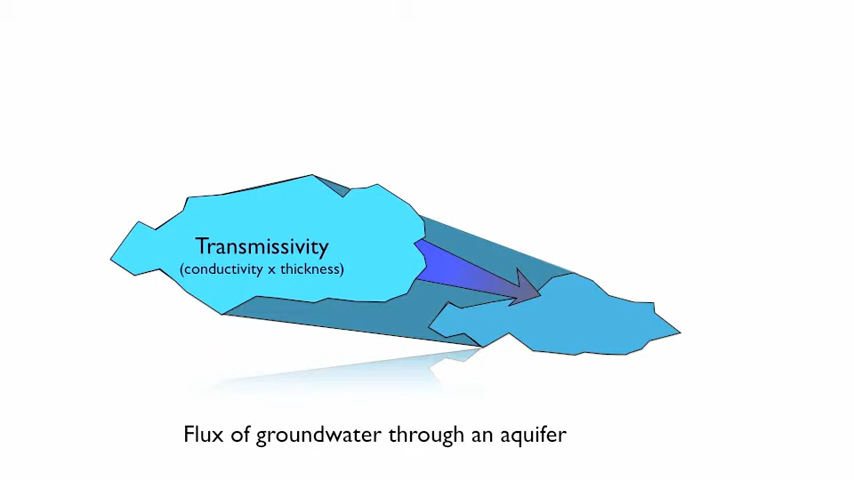 Transmissivity
(conductivity x thickness)
Flux of groundwater through an aquifer